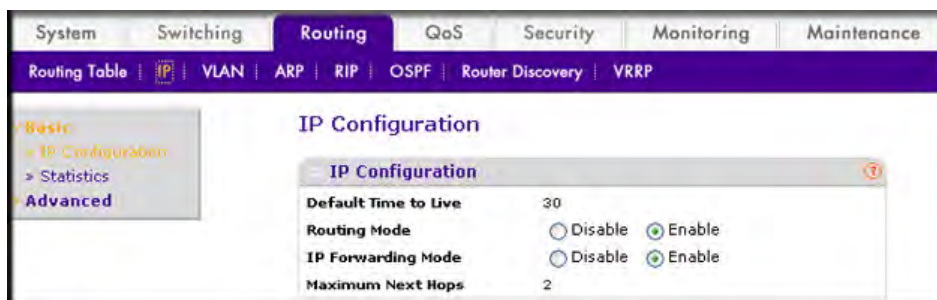 System Switching Routing QoS Security Monitoring Maintenance
Routing Table IP VLAN ARP RIP OSPF Router Discovery VRRP
Basic
» IP Configuration
» Statistics
Advanced
IP Configuration
IP Configuration ?
Default Time to Live 30
Routing Mode Disable Enable
IP Forwarding Mode Disable Enable
Maximum Next Hops 2